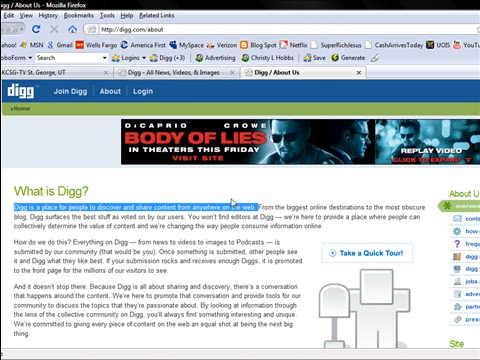 igg / About Us - Mozilla Firefox
Edit View History Bookmarks Tools Help Related Links
http://digg.com/about
MSN Gmail Wells Fargo America First Verizon Blog Spot Netflix SuperRichJesus CashArrivesToday UOIIS YouTube
Logins Digg (+3) Advertising Christy L Hobbs Save Generate
KCSG-TV St. George, UT
Digg - All News, Videos, & Images
Digg / About Us
digg Join Digg About Login
Home
DICAPRIO CROWE
BODY OF LIES
IN THEATERS THIS FRIDAY
VISIT SITE
REPLAY VIDEO
CLICK TO EXPAND
What is Digg?
Digg is a place for people to discover and share content from anywhere on the web. From the biggest online destinations to the most obscure
blog, Digg surfaces the best stuff as voted on by our users. You won't find editors at Digg — we're here to provide a place where people can
collectively determine the value of content and we're changing the way people consume information online.
How do we do this? Everything on Digg — from news to videos to images to Podcasts — is
submitted by our community (that would be you). Once something is submitted, other people see
it and Digg what they like best. If your submission rocks and receives enough Diggs, it is promoted
to the front page for the millions of our visitors to see.
And it doesn't stop there. Because Digg is all about sharing and discovery, there's a conversation
that happens around the content. We're here to promote that conversation and provide tools for our
community to discuss the topics that they're passionate about. By looking at information through
the lens of the collective community on Digg, you'll always find something interesting and unique.
We're committed to giving every piece of content on the web an equal shot at being the next big
thing.
Take a Quick Tour!
About U
overview
conta
how
frequ
digg
digg
jobs
adver
press